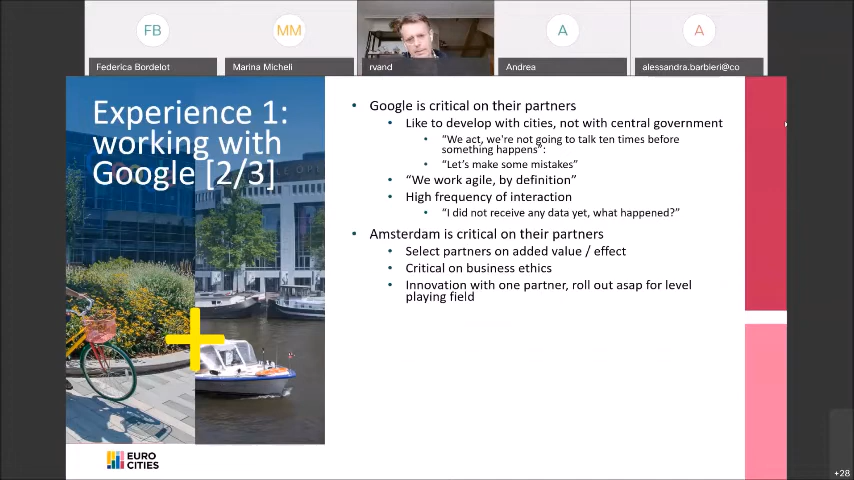 FB
MM
A
A
Federica Bordelot
Marina Micheli
rvand
Andrea
alessandra.barbieri@co
Experience 1:
working with
Google [2/3]
• Google is critical on their partners
• Like to develop with cities, not with central government
• "We act, we're not going to talk ten times before
something happens":
• "Let's make some mistakes"
• "We work agile, by definition"
• High frequency of interaction
• "I did not receive any data yet, what happened?"
• Amsterdam is critical on their partners
• Select partners on added value / effect
• Critical on business ethics
• Innovation with one partner, roll out asap for level
playing field
EURO
CITIES
+28